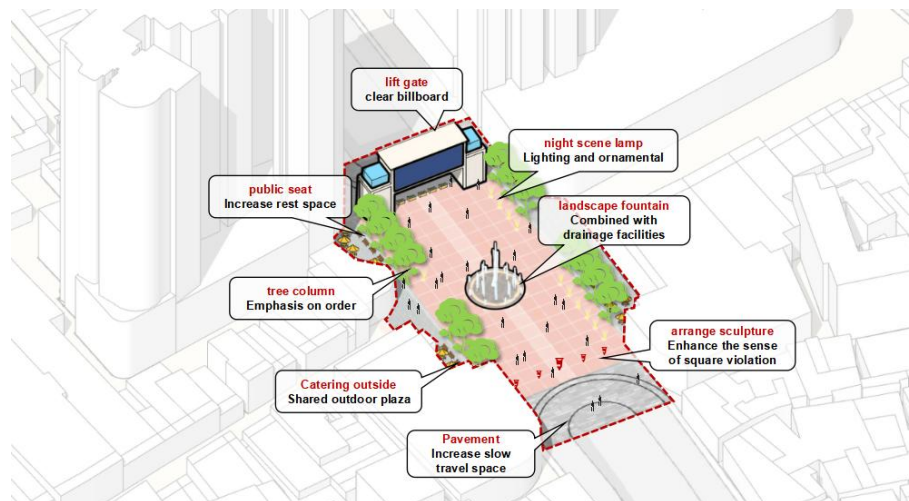 lift gate
clear billboard
night scene lamp
Lighting and ornamental
public seat
Increase rest space
landscape fountain
Combined with
drainage facilities
tree column
Emphasis on order
arrange sculpture
Enhance the sense
of square violation
Catering outside
Shared outdoor plaza
Pavement
Increase slow
travel space